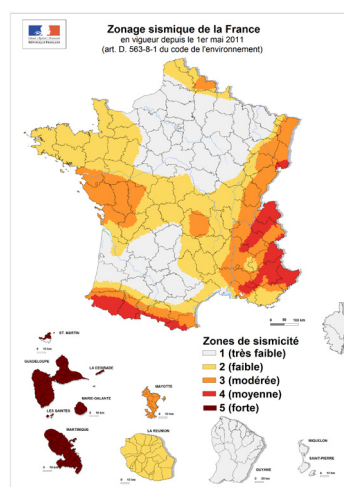 Zonage sismique de la France
en vigueur depuis le 1er mai 2011
(art. D. 563-8-1 du code de l'environnement)
Zones de sismicité
1 (très faible)
2 (faible)
3 (modérée)
4 (moyenne)
5 (forte)
ST- MARTIN
GUADELOUPE
LA DESIRADE
MARIE-GALANTE
LES SAINTES
MARTINIQUE
MAYOTTE
LA REUNION
GUYANE
MIQUELON
SAINT-PIERRE